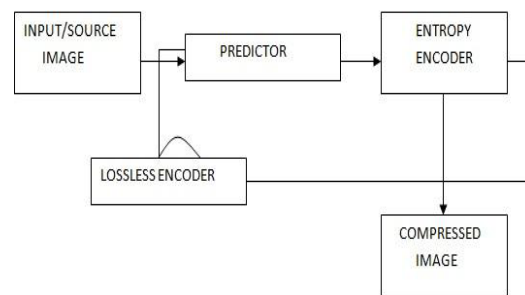 INPUT/SOURCE
IMAGE
PREDICTOR
ENTROPY
ENCODER
LOSSLESS ENCODER
COMPRESSED
IMAGE